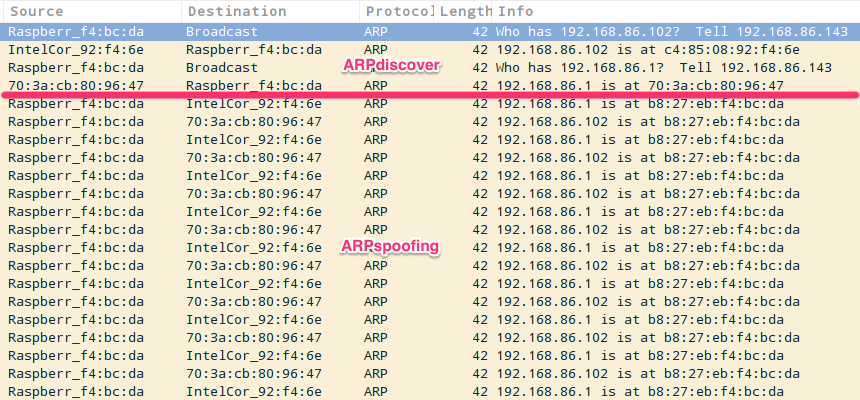 Source Destination Protocol Length Info
Raspberr_f4:bc:da Broadcast ARP 42 Who has 192.168.86.102? Tell 192.168.86.143
IntelCor_92:f4:6e Raspberr_f4:bc:da ARP 42 192.168.86.102 is at c4:85:08:92:f4:6e
ARPdiscover
Raspberr_f4:bc:da Broadcast ARP 42 Who has 192.168.86.1? Tell 192.168.86.143
70:3a:cb:80:96:47 Raspberr_f4:bc:da ARP 42 192.168.86.1 is at 70:3a:cb:80:96:47
Raspberr_f4:bc:da IntelCor_92:f4:6e ARP 42 192.168.86.1 is at b8:27:eb:f4:bc:da
Raspberr_f4:bc:da 70:3a:cb:80:96:47 ARP 42 192.168.86.102 is at b8:27:eb:f4:bc:da
Raspberr_f4:bc:da IntelCor_92:f4:6e ARP 42 192.168.86.1 is at b8:27:eb:f4:bc:da
Raspberr_f4:bc:da 70:3a:cb:80:96:47 ARP 42 192.168.86.102 is at b8:27:eb:f4:bc:da
Raspberr_f4:bc:da IntelCor_92:f4:6e ARP 42 192.168.86.1 is at b8:27:eb:f4:bc:da
Raspberr_f4:bc:da 70:3a:cb:80:96:47 ARP 42 192.168.86.102 is at b8:27:eb:f4:bc:da
Raspberr_f4:bc:da IntelCor_92:f4:6e ARP 42 192.168.86.1 is at b8:27:eb:f4:bc:da
Raspberr_f4:bc:da 70:3a:cb:80:96:47 ARP 42 192.168.86.102 is at b8:27:eb:f4:bc:da
ARPspoofing
Raspberr_f4:bc:da IntelCor_92:f4:6e ARP 42 192.168.86.1 is at b8:27:eb:f4:bc:da
Raspberr_f4:bc:da 70:3a:cb:80:96:47 ARP 42 192.168.86.102 is at b8:27:eb:f4:bc:da
Raspberr_f4:bc:da IntelCor_92:f4:6e ARP 42 192.168.86.1 is at b8:27:eb:f4:bc:da
Raspberr_f4:bc:da 70:3a:cb:80:96:47 ARP 42 192.168.86.102 is at b8:27:eb:f4:bc:da
Raspberr_f4:bc:da IntelCor_92:f4:6e ARP 42 192.168.86.1 is at b8:27:eb:f4:bc:da
Raspberr_f4:bc:da 70:3a:cb:80:96:47 ARP 42 192.168.86.102 is at b8:27:eb:f4:bc:da
Raspberr_f4:bc:da IntelCor_92:f4:6e ARP 42 192.168.86.1 is at b8:27:eb:f4:bc:da
Raspberr_f4:bc:da 70:3a:cb:80:96:47 ARP 42 192.168.86.102 is at b8:27:eb:f4:bc:da
Raspberr_f4:bc:da IntelCor_92:f4:6e ARP 42 192.168.86.1 is at b8:27:eb:f4:bc:da